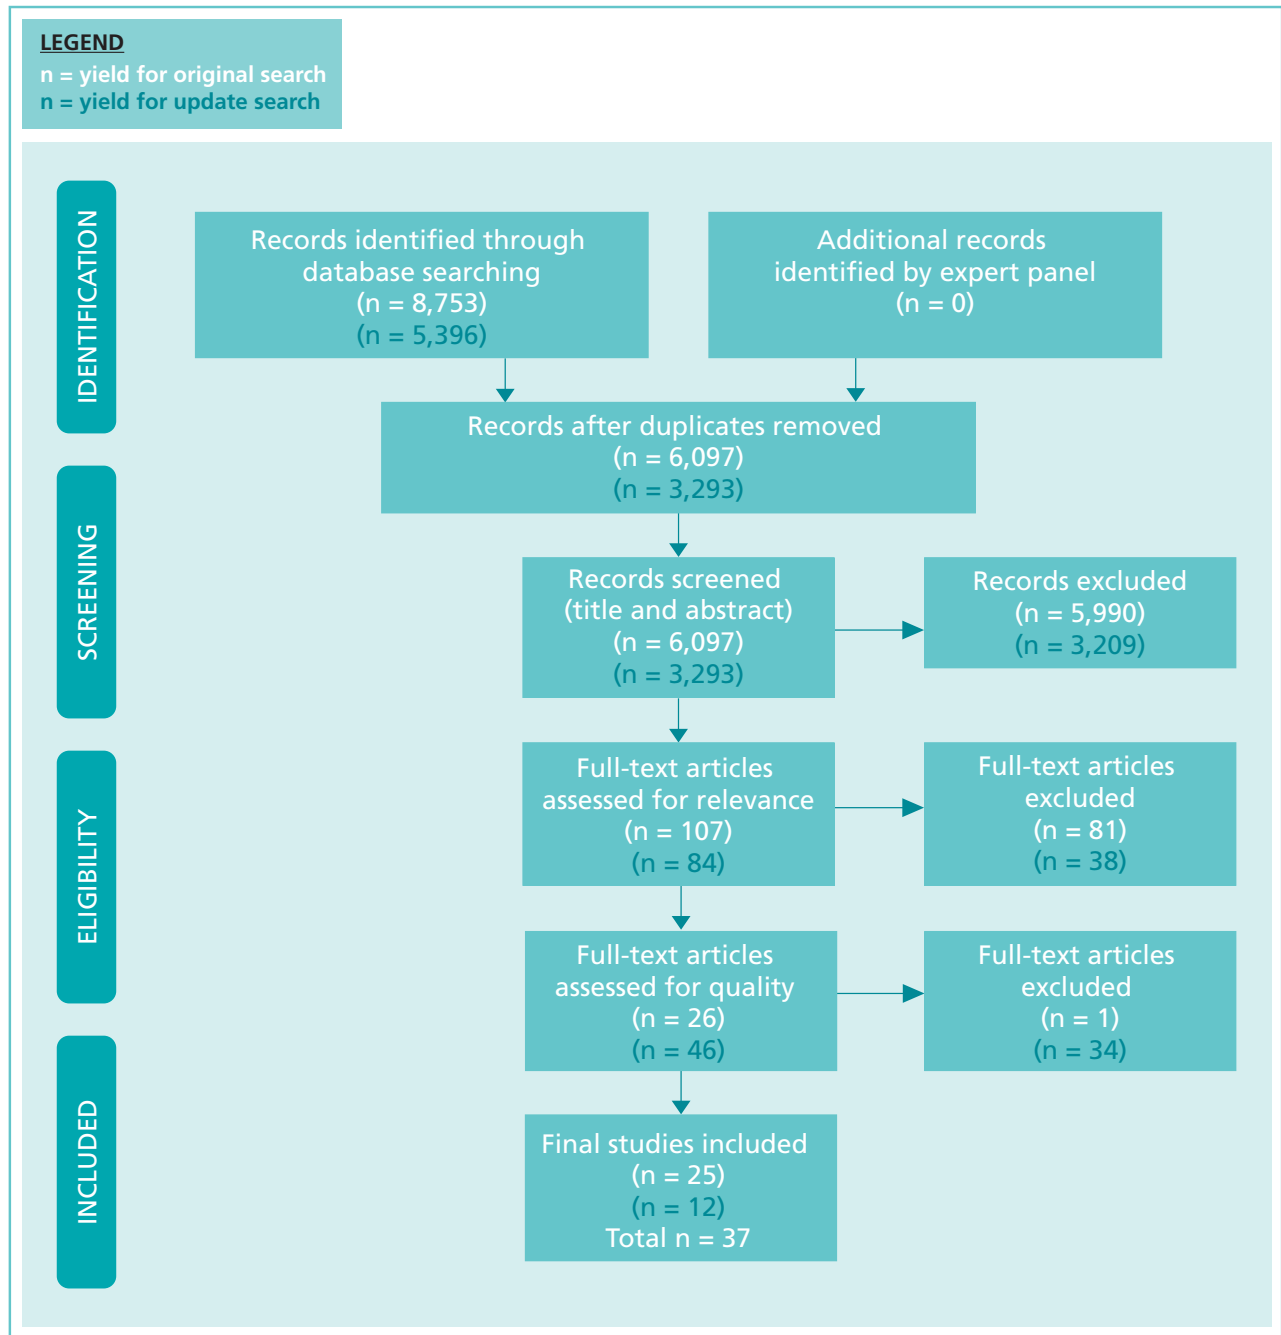 LEGEND
n = yield for original search
n = yield for update search
IDENTIFICATION
Records identified through
database searching
(n = 8,753)
(n = 5,396)
Additional records
identified by expert panel
(n = 0)
Records after duplicates removed
(n = 6,097)
(n = 3,293)
SCREENING
Records screened
(title and abstract)
(n = 6,097)
(n = 3,293)
Records excluded
(n = 5,990)
(n = 3,209)
ELIGIBILITY
Full-text articles
assessed for relevance
(n = 107)
(n = 84)
Full-text articles
excluded
(n = 81)
(n = 38)
Full-text articles
assessed for quality
(n = 26)
(n = 46)
Full-text articles
excluded
(n = 1)
(n = 34)
INCLUDED
Final studies included
(n = 25)
(n = 12)
Total n = 37